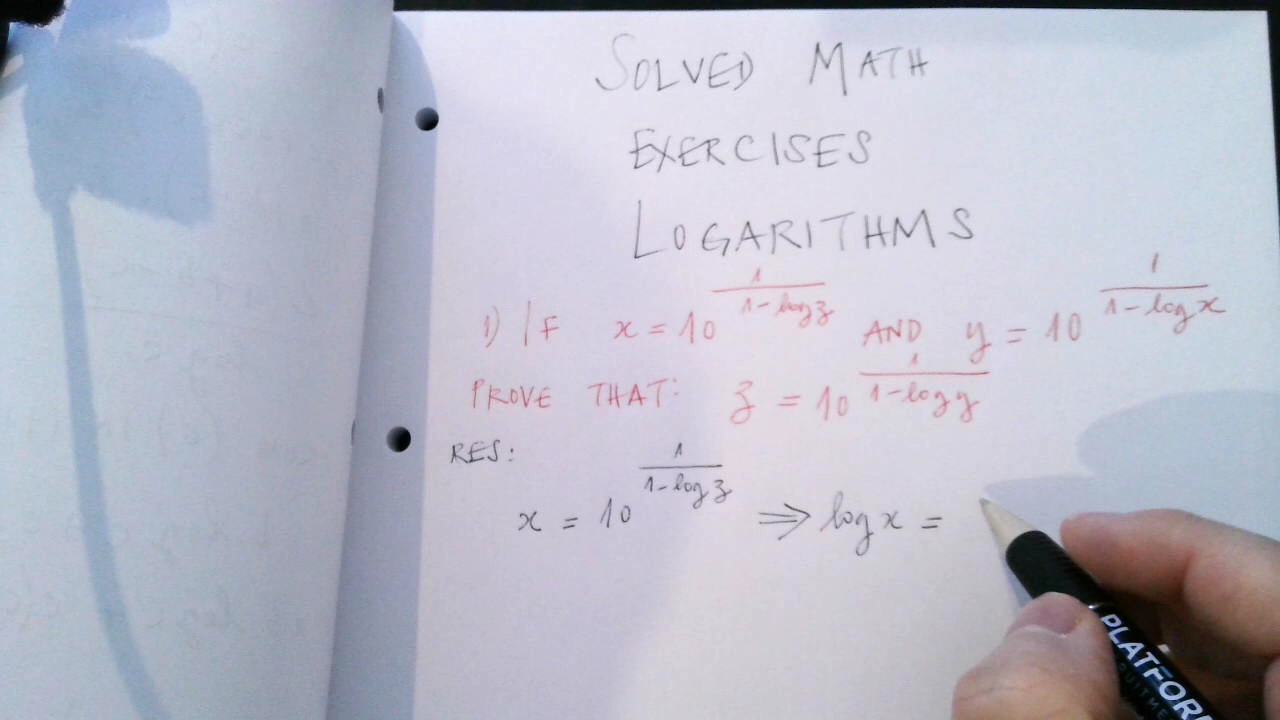 SOLVED MATH
EXERCISES
LOGARITHMS
1) IF x = 10^(1/(1-log z)) AND y = 10^(1/(1-log x))
PROVE THAT: z = 10^(1/(1-log y))
RES:
x = 10^(1/(1-log z)) ⇒ log x =
PLATFORM